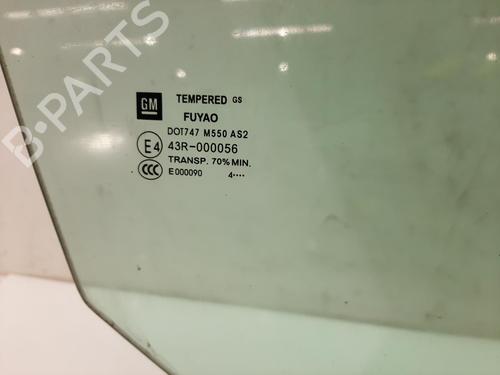 B-PARTS
GM TEMPERED GS
FUYAO
DOT747 M550 AS2
E4 43R-000056
TRANSP. 70% MIN.
CCC E000090 4••••